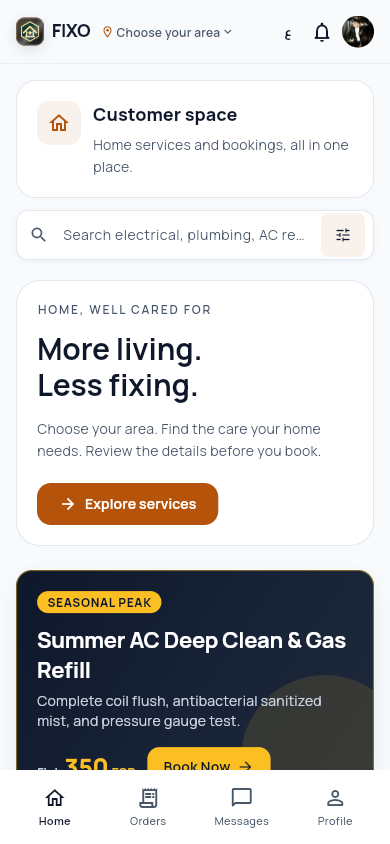 FIXO
Choose your area
ع
Customer space
Home services and bookings, all in one
place.
Search electrical, plumbing, AC re...
HOME, WELL CARED FOR
More living.
Less fixing.
Choose your area. Find the care your home
needs. Review the details before you book.
Explore services
SEASONAL PEAK
Summer AC Deep Clean & Gas
Refill
Complete coil flush, antibacterial sanitized
mist, and pressure gauge test.
350
Book Now
Home
Orders
Messages
Profile